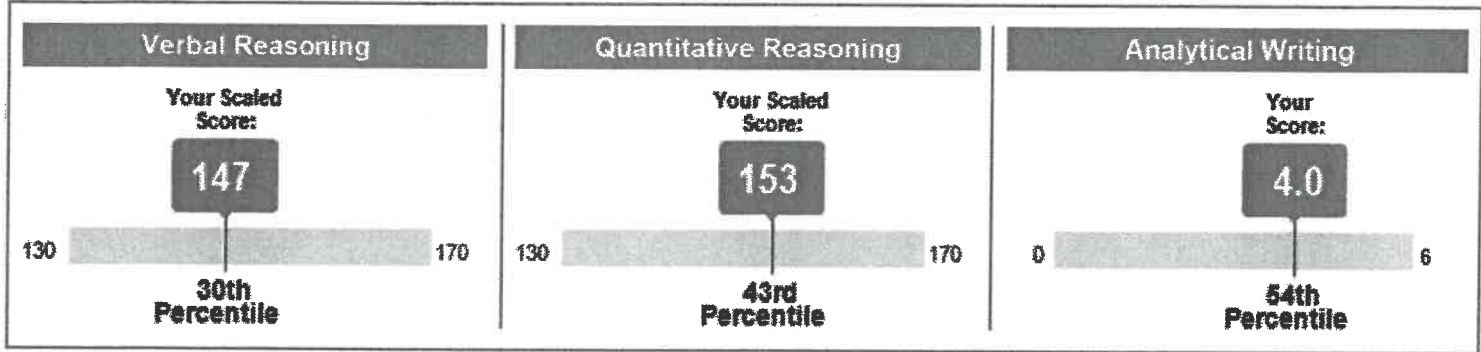 Verbal Reasoning
Your Scaled
Score:
147
130
170
30th
Percentile
Quantitative Reasoning
Your Scaled
Score:
153
130
170
43rd
Percentile
Analytical Writing
Your
Score:
4.0
0
6
54th
Percentile